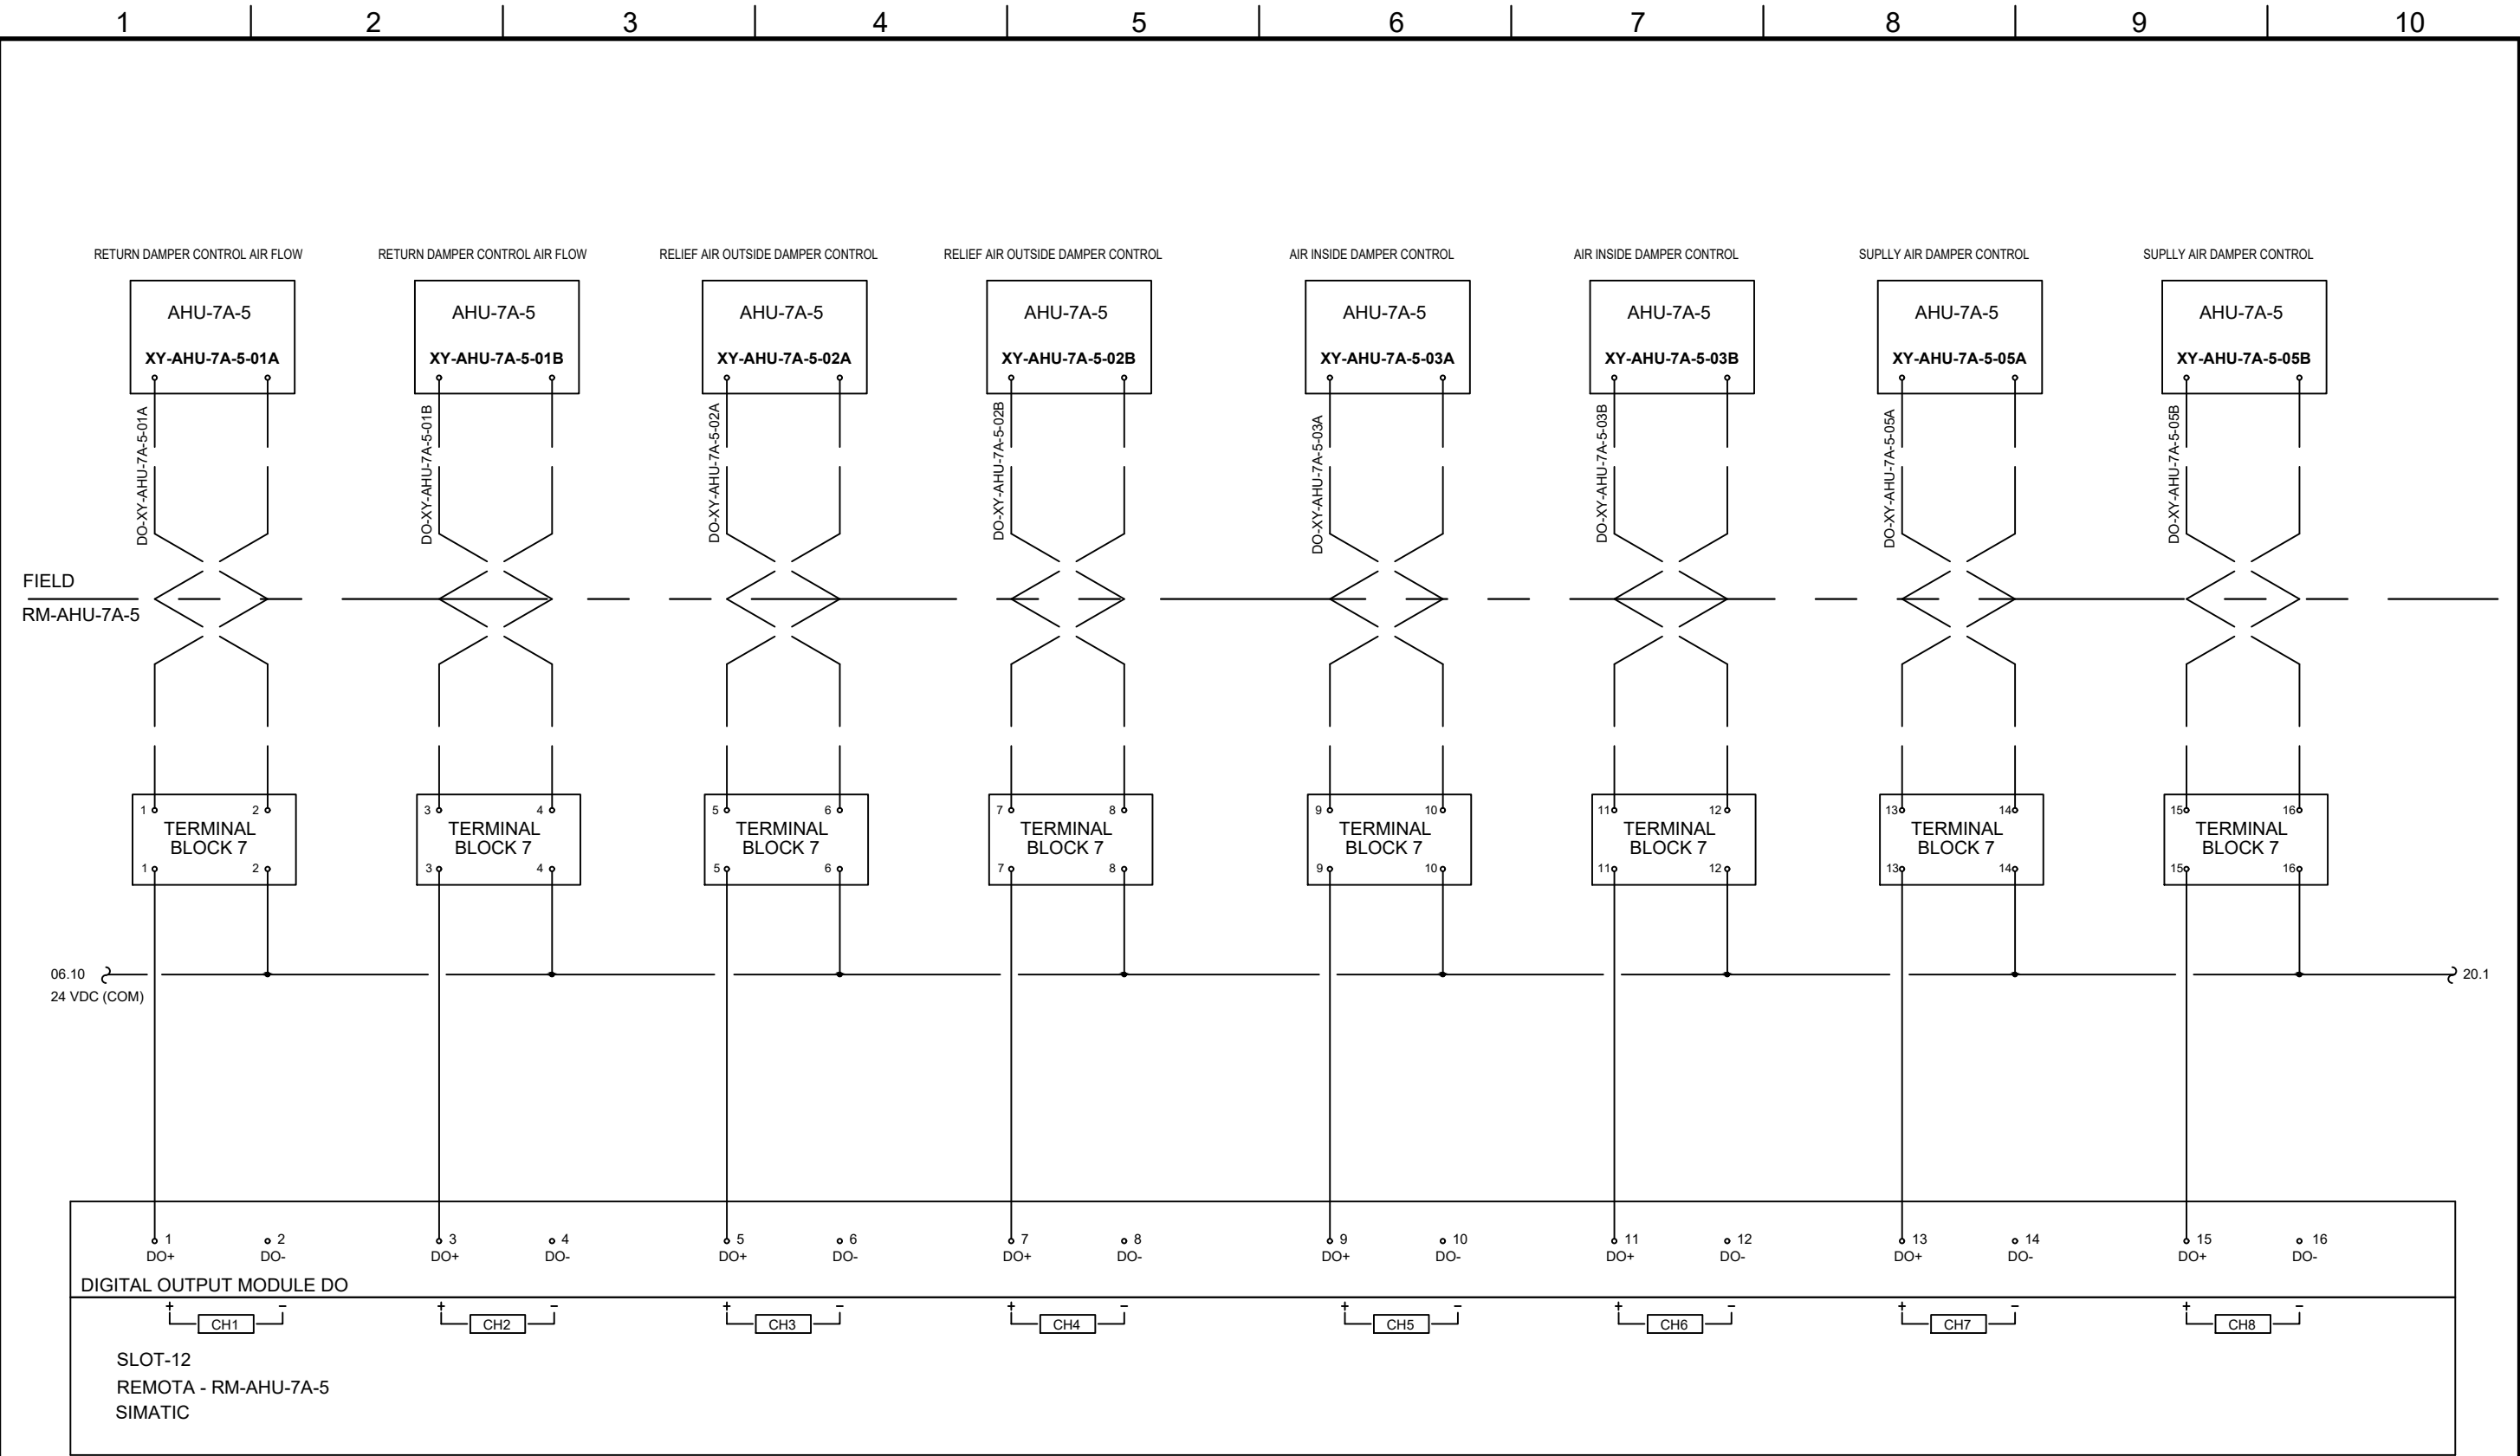 1 2 3 4 5 6 7 8 9 10
RETURN DAMPER CONTROL AIR FLOW
RETURN DAMPER CONTROL AIR FLOW
RELIEF AIR OUTSIDE DAMPER CONTROL
RELIEF AIR OUTSIDE DAMPER CONTROL
AIR INSIDE DAMPER CONTROL
AIR INSIDE DAMPER CONTROL
SUPLLY AIR DAMPER CONTROL
SUPLLY AIR DAMPER CONTROL
AHU-7A-5
XY-AHU-7A-5-01A
AHU-7A-5
XY-AHU-7A-5-01B
AHU-7A-5
XY-AHU-7A-5-02A
AHU-7A-5
XY-AHU-7A-5-02B
AHU-7A-5
XY-AHU-7A-5-03A
AHU-7A-5
XY-AHU-7A-5-03B
AHU-7A-5
XY-AHU-7A-5-05A
AHU-7A-5
XY-AHU-7A-5-05B
DO-XY-AHU-7A-5-01A
DO-XY-AHU-7A-5-01B
DO-XY-AHU-7A-5-02A
DO-XY-AHU-7A-5-02B
DO-XY-AHU-7A-5-03A
DO-XY-AHU-7A-5-03B
DO-XY-AHU-7A-5-05A
DO-XY-AHU-7A-5-05B
FIELD
RM-AHU-7A-5
1 2
TERMINAL
BLOCK 7
1 2
3 4
TERMINAL
BLOCK 7
3 4
5 6
TERMINAL
BLOCK 7
5 6
7 8
TERMINAL
BLOCK 7
7 8
9 10
TERMINAL
BLOCK 7
9 10
11 12
TERMINAL
BLOCK 7
11 12
13 14
TERMINAL
BLOCK 7
13 14
15 16
TERMINAL
BLOCK 7
15 16
06.10
24 VDC (COM)
20.1
1 2 3 4 5 6 7 8 9 10 11 12 13 14 15 16
DO+ DO- DO+ DO- DO+ DO- DO+ DO- DO+ DO- DO+ DO- DO+ DO- DO+ DO-
DIGITAL OUTPUT MODULE DO
+ − + − + − + − + − + − + − + −
CH1 CH2 CH3 CH4 CH5 CH6 CH7 CH8
SLOT-12
REMOTA - RM-AHU-7A-5
SIMATIC